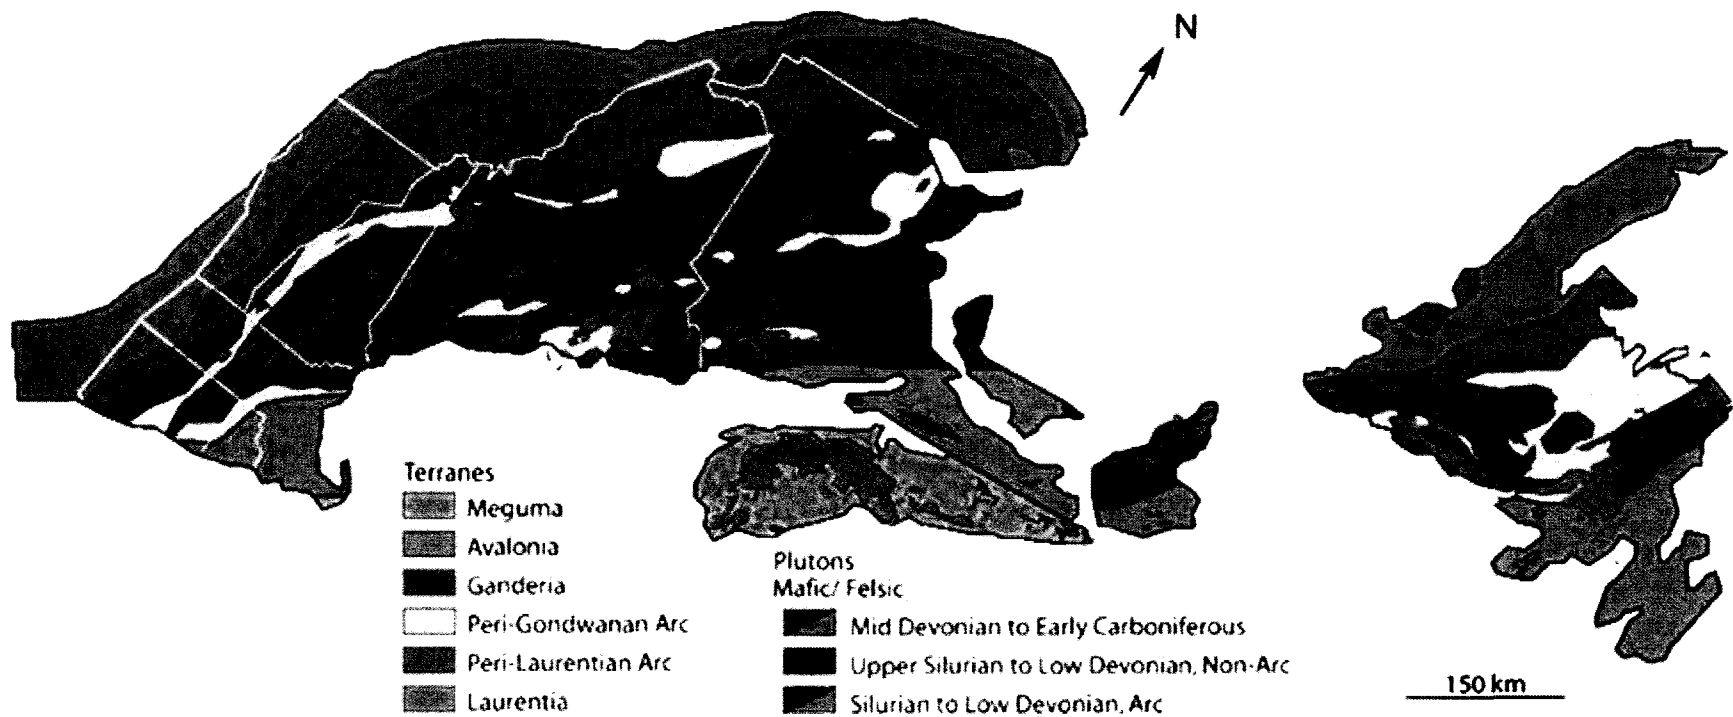 N
Terranes
Meguma
Avalonia
Ganderia
Peri-Gondwanan Arc
Peri-Laurentian Arc
Laurentia
Plutons
Mafic/ Felsic
Mid Devonian to Early Carboniferous
Upper Silurian to Low Devonian, Non-Arc
Silurian to Low Devonian, Arc
150 km